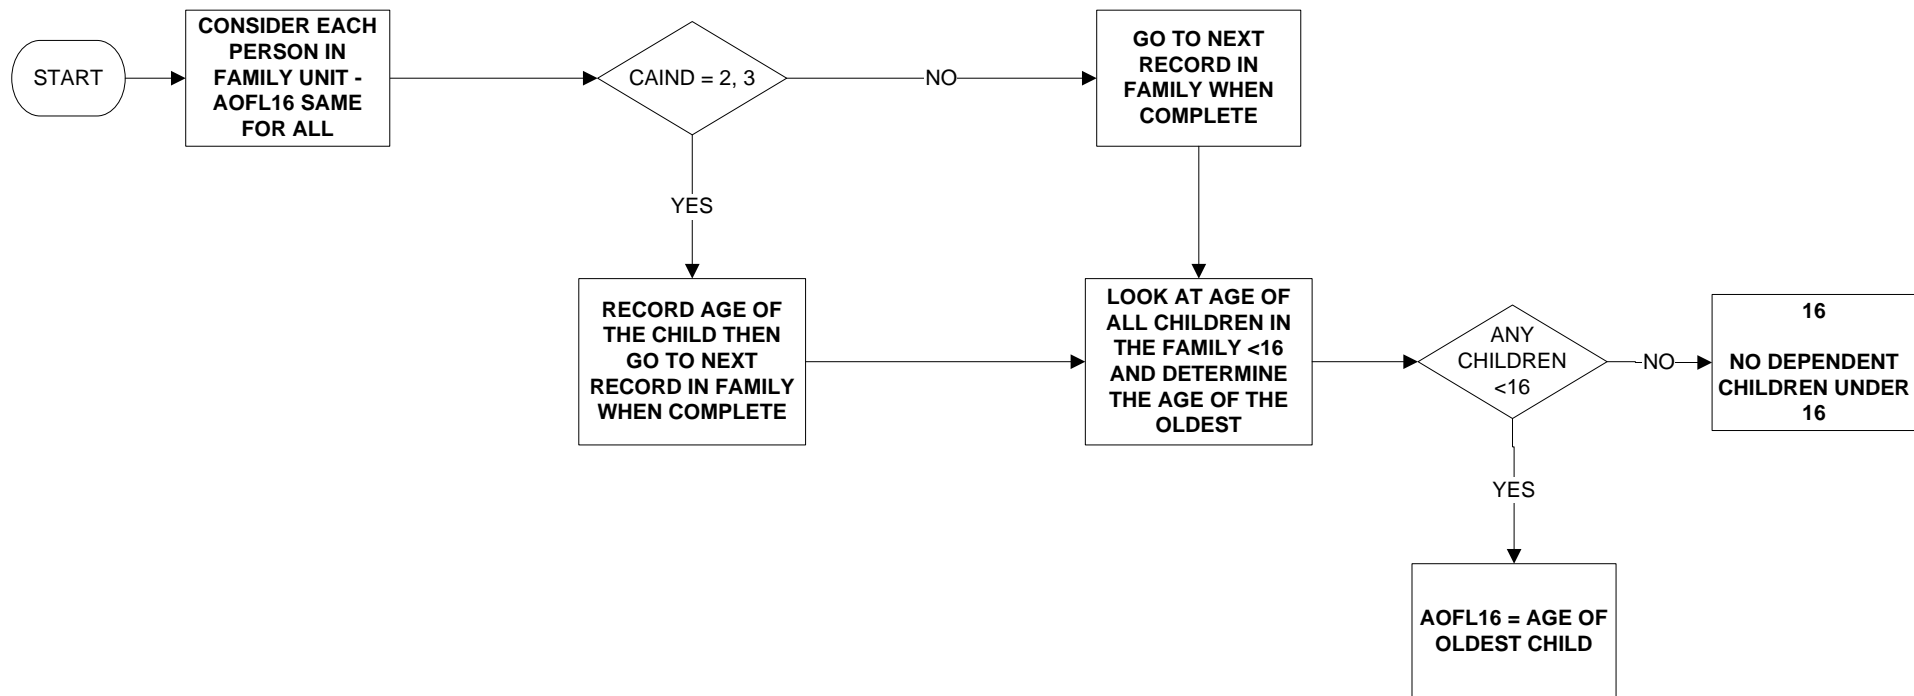 START
CONSIDER EACH
PERSON IN
FAMILY UNIT -
AOFL16 SAME
FOR ALL
CAIND = 2, 3
NO
GO TO NEXT
RECORD IN
FAMILY WHEN
COMPLETE
YES
RECORD AGE OF
THE CHILD THEN
GO TO NEXT
RECORD IN FAMILY
WHEN COMPLETE
LOOK AT AGE OF
ALL CHILDREN IN
THE FAMILY <16
AND DETERMINE
THE AGE OF THE
OLDEST
ANY
CHILDREN
<16
NO
16
NO DEPENDENT
CHILDREN UNDER
16
YES
AOFL16 = AGE OF
OLDEST CHILD